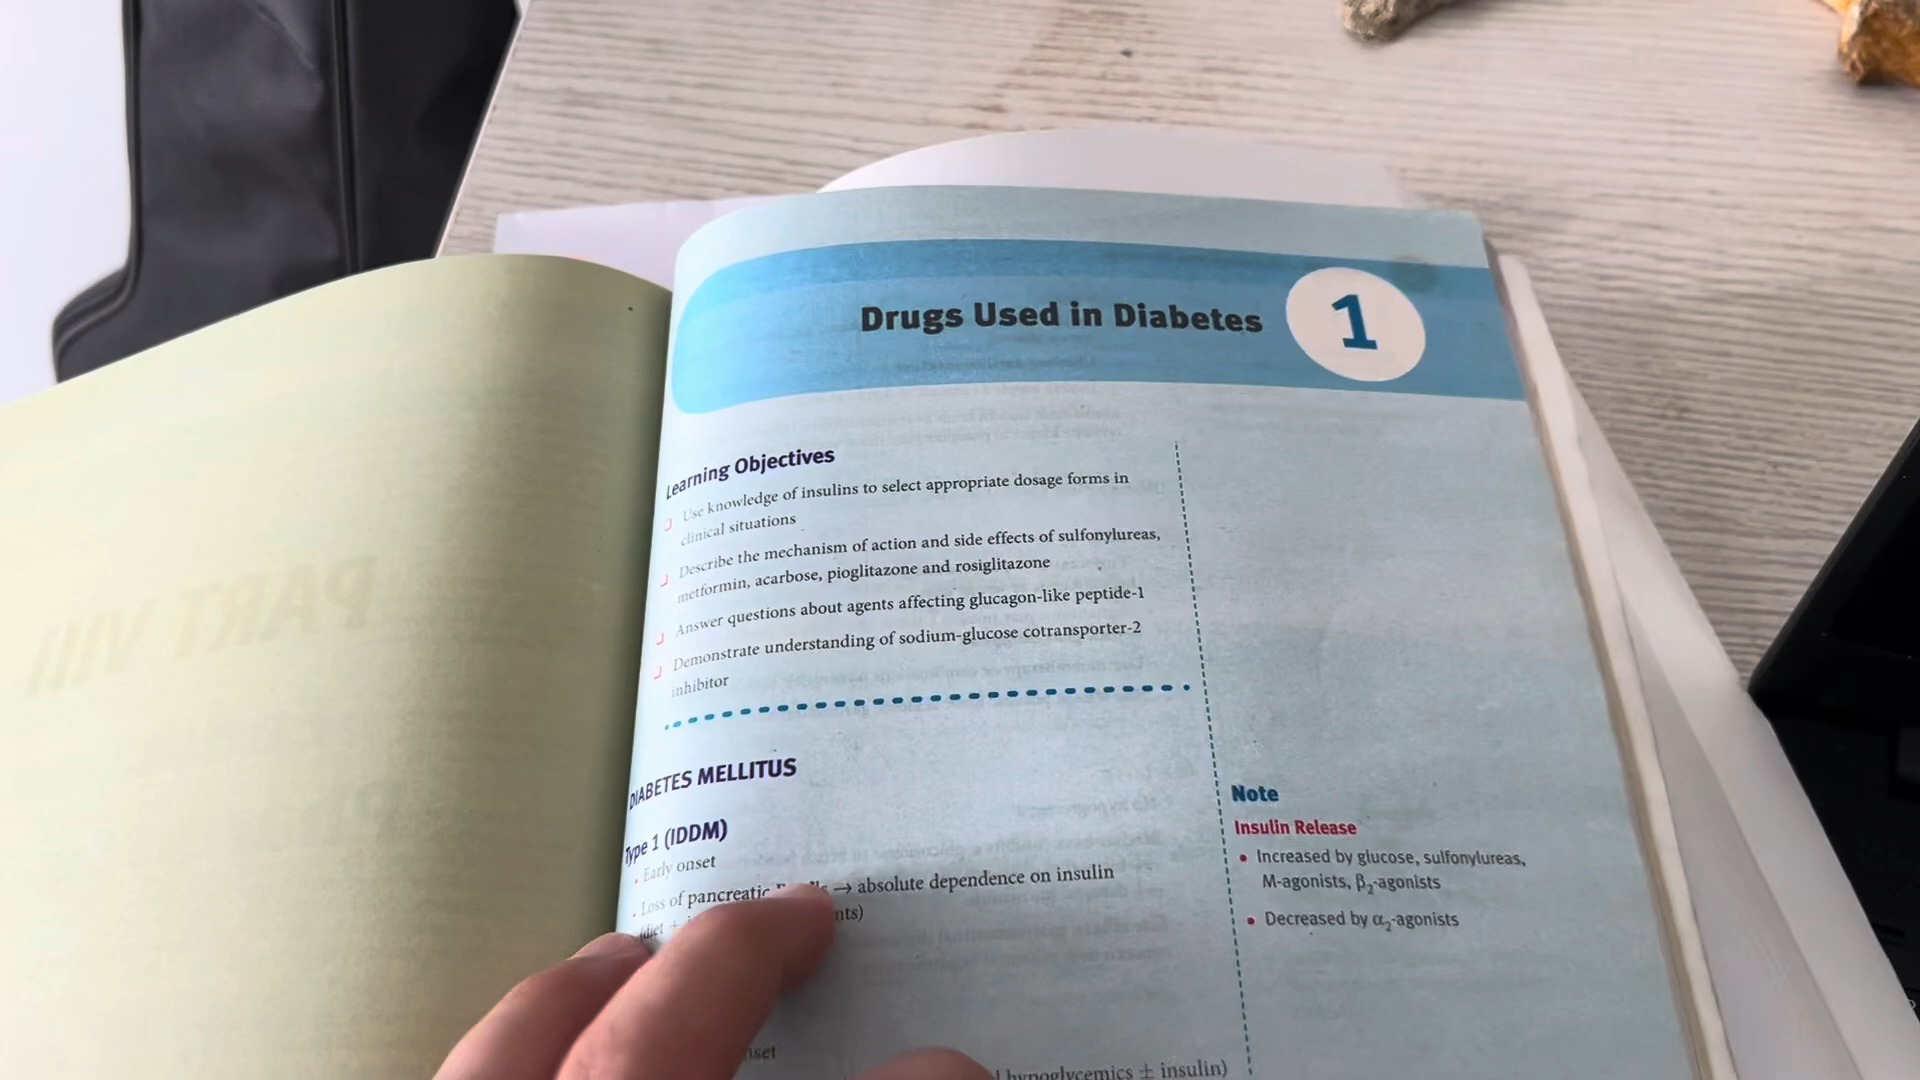 Drugs Used in Diabetes
1
Learning Objectives
Use knowledge of insulins to select appropriate dosage forms in
clinical situations
Describe the mechanism of action and side effects of sulfonylureas,
metformin, acarbose, pioglitazone and rosiglitazone
Answer questions about agents affecting glucagon-like peptide-1
Demonstrate understanding of sodium-glucose cotransporter-2
inhibitor
DIABETES MELLITUS
Type 1 (IDDM)
• Early onset
• Loss of pancreatic → absolute dependence on insulin
(diet +
hypoglycemics ± insulin)
Note
Insulin Release
• Increased by glucose, sulfonylureas,
M-agonists, β₂-agonists
• Decreased by α₂-agonists